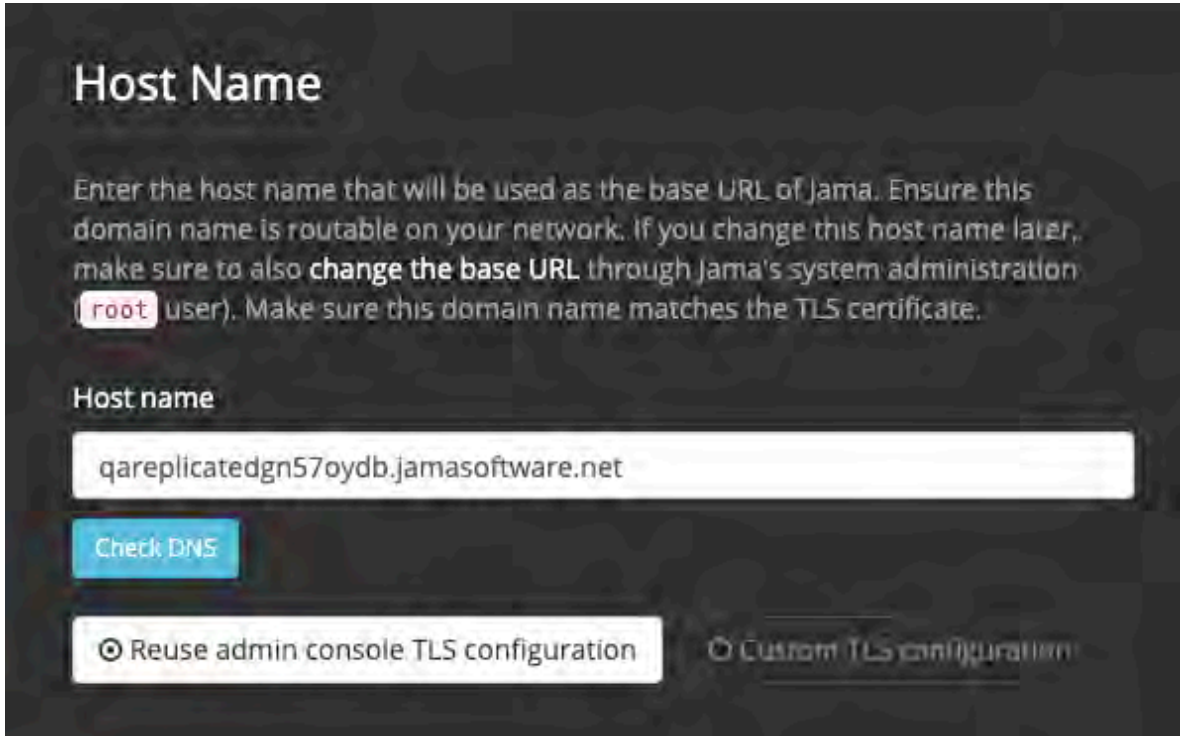 Host Name
Enter the host name that will be used as the base URL of Jama. Ensure this
domain name is routable on your network. If you change this host name later,
make sure to also change the base URL through Jama's system administration
(root user). Make sure this domain name matches the TLS certificate.
Host name
qareplicatedgn57oydb.jamasoftware.net
Check DNS
Reuse admin console TLS configuration Custom TLS configuration